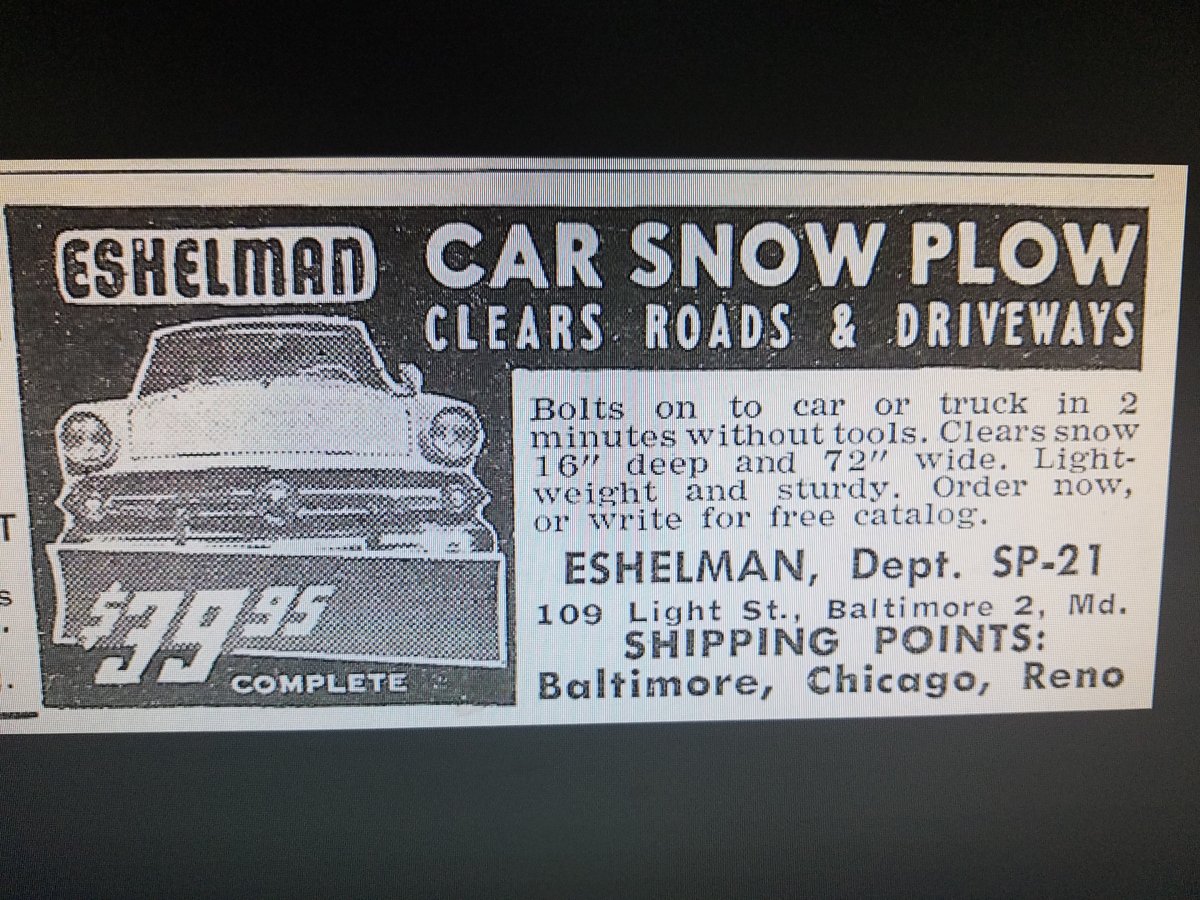 ESHELMAN
CAR SNOW PLOW
CLEARS ROADS & DRIVEWAYS
Bolts on to car or truck in 2
minutes without tools. Clears snow
16" deep and 72" wide. Light-
weight and sturdy. Order now,
or write for free catalog.
ESHELMAN, Dept. SP-21
109 Light St., Baltimore 2, Md.
SHIPPING POINTS:
Baltimore, Chicago, Reno
$39 95
COMPLETE
T
s
.
.